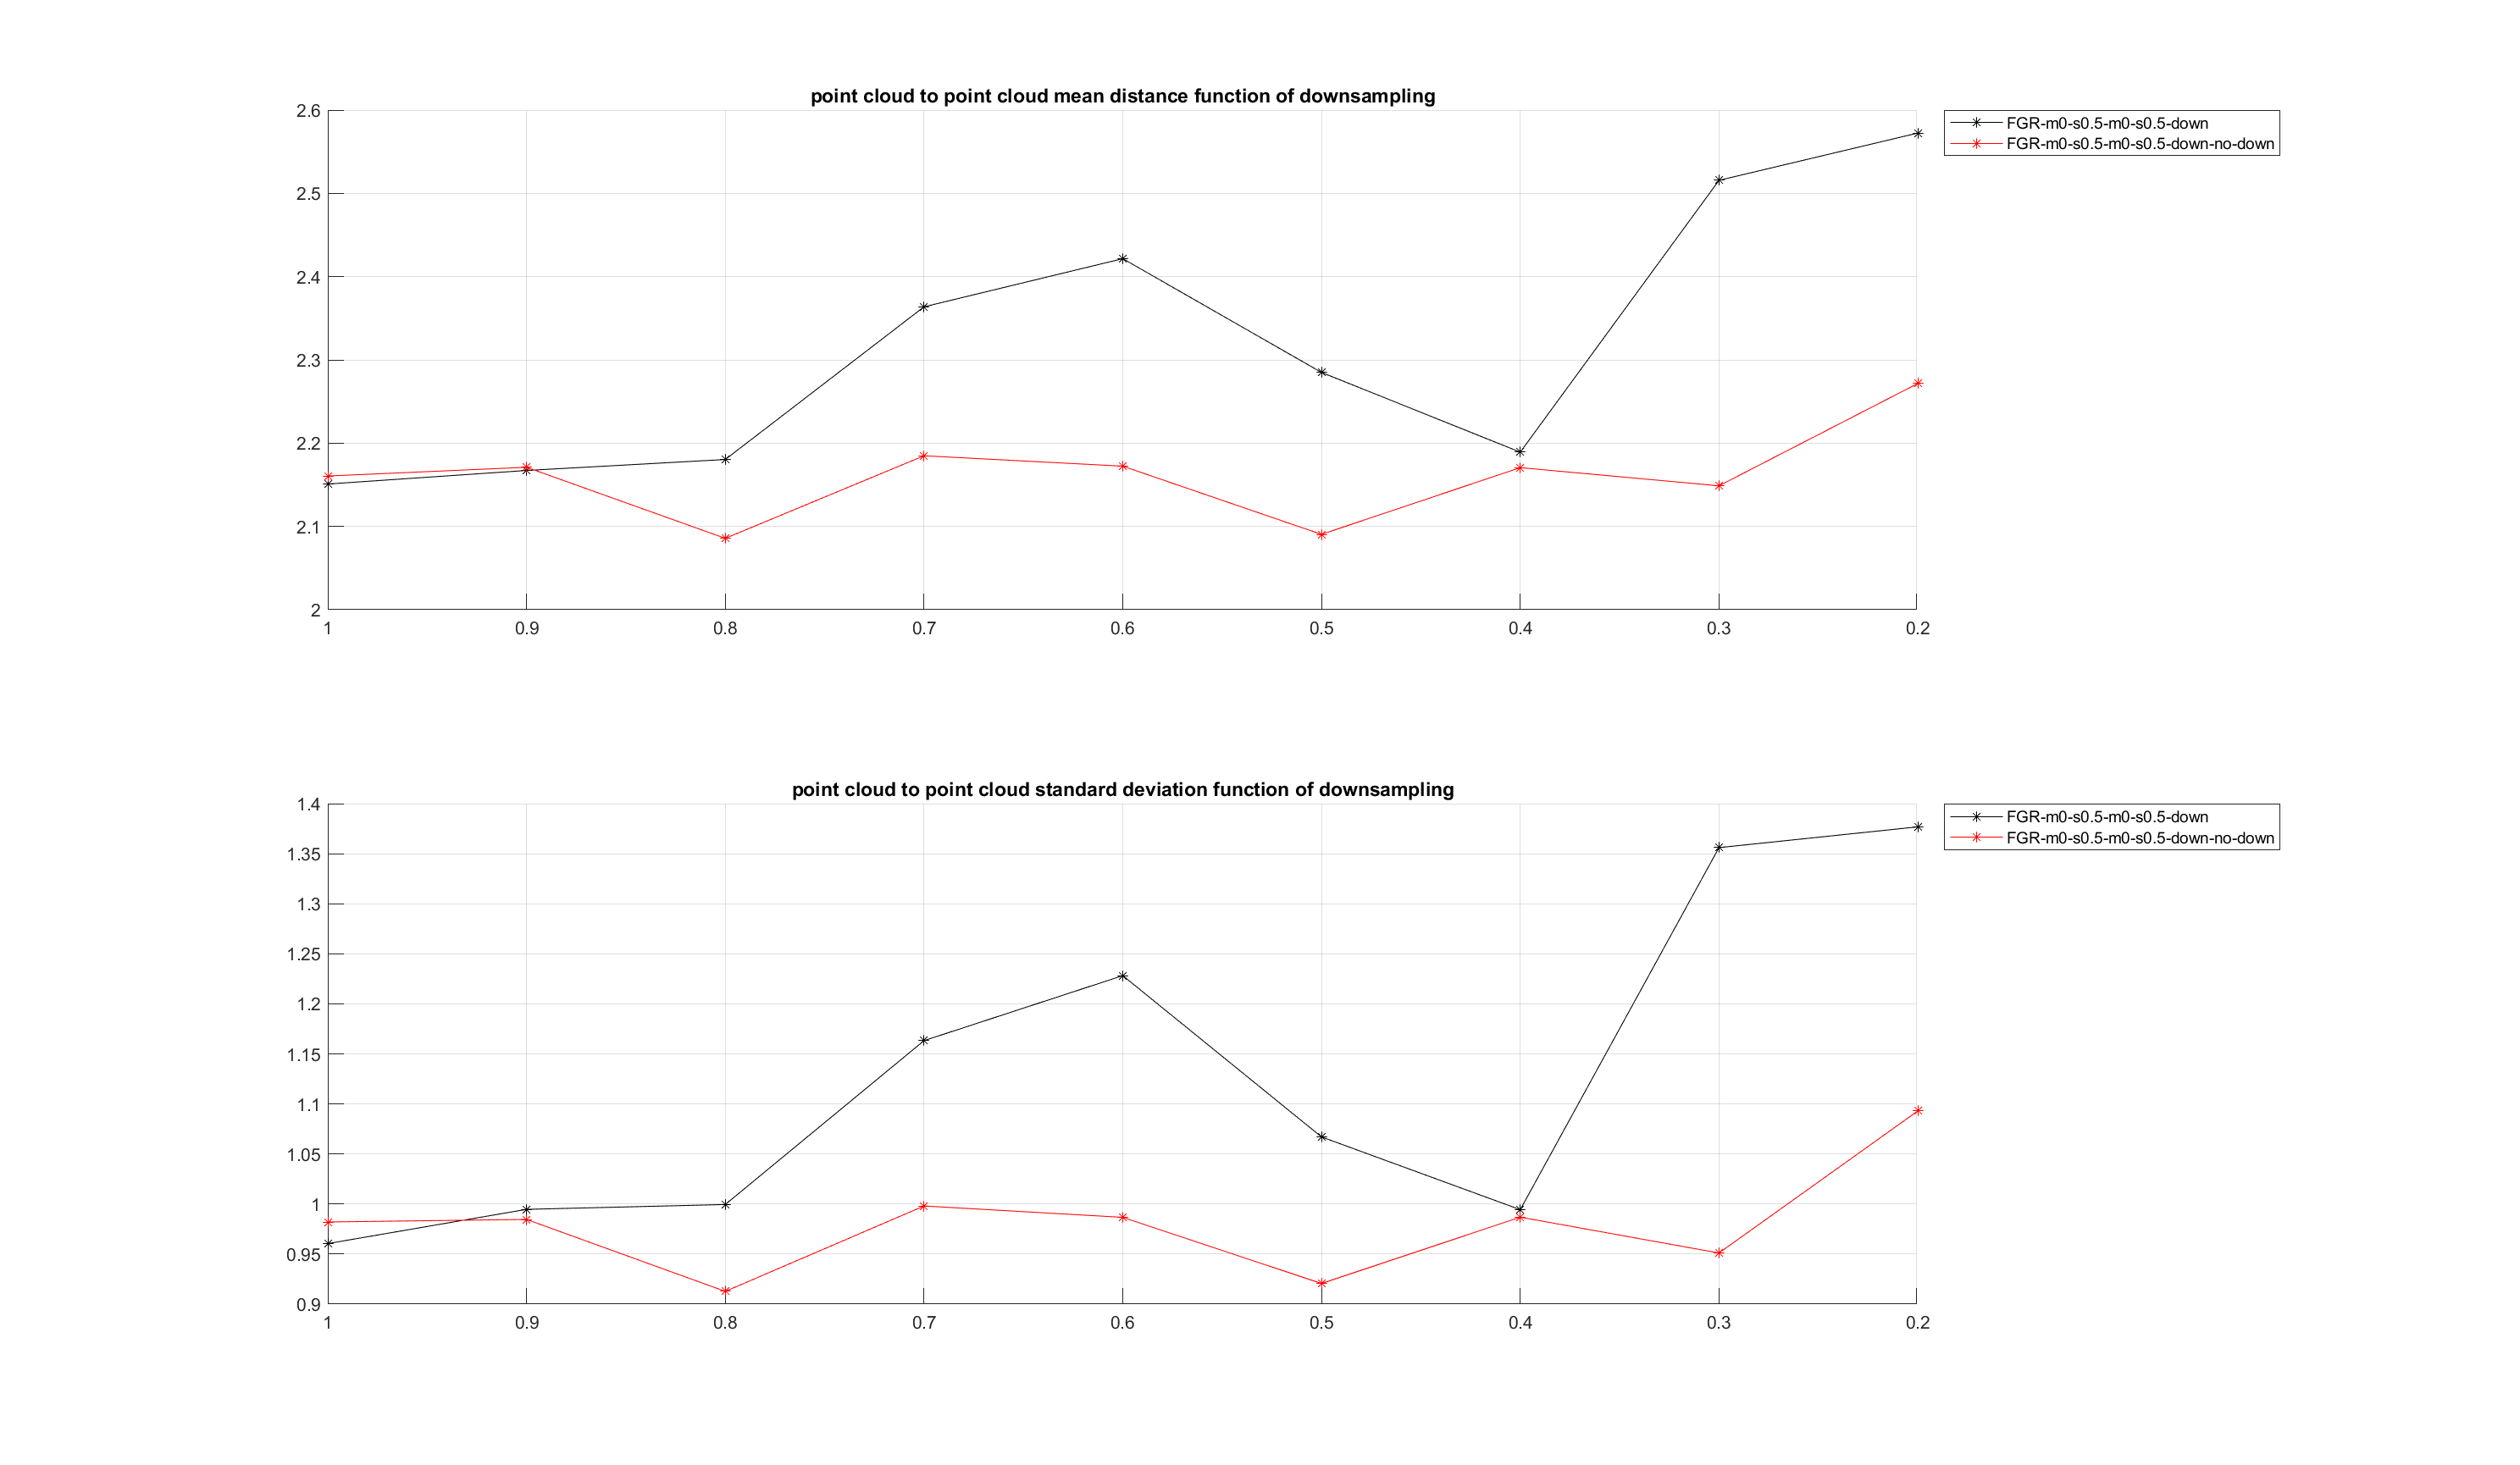 point cloud to point cloud mean distance function of downsampling
2.6
2.5
2.4
2.3
2.2
2.1
2
1 0.9 0.8 0.7 0.6 0.5 0.4 0.3 0.2
FGR-m0-s0.5-m0-s0.5-down
FGR-m0-s0.5-m0-s0.5-down-no-down
point cloud to point cloud standard deviation function of downsampling
1.4
1.35
1.3
1.25
1.2
1.15
1.1
1.05
1
0.95
0.9
1 0.9 0.8 0.7 0.6 0.5 0.4 0.3 0.2
FGR-m0-s0.5-m0-s0.5-down
FGR-m0-s0.5-m0-s0.5-down-no-down